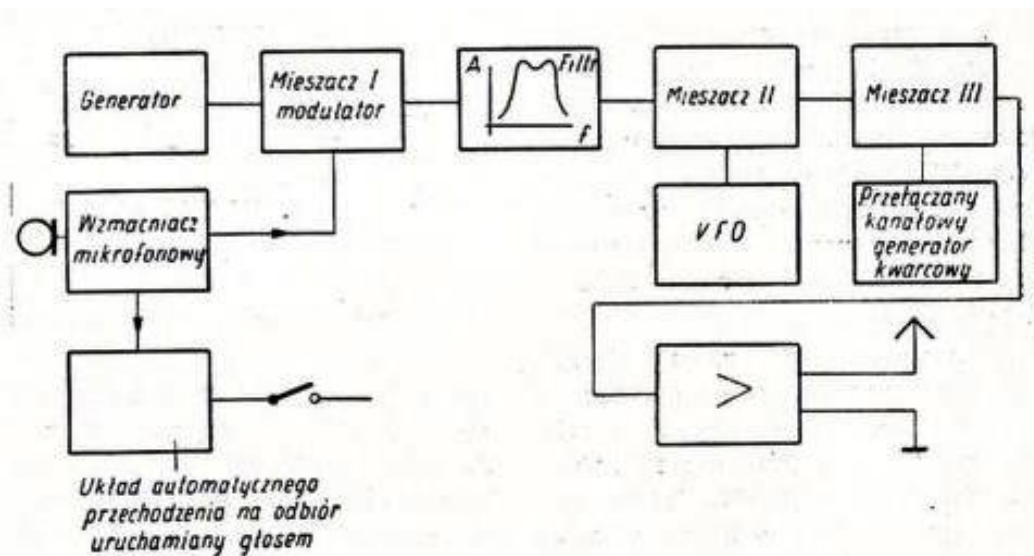 Generator
Mieszacz I
modulator
A
Filtr
f
Mieszacz II
Mieszacz III
Wzmacniacz
mikrofonowy
VFO
Przełączany
kanałowy
generator
kwarcowy
>
Układ automatycznego
przechodzenia na odbiór
uruchamiany głosem